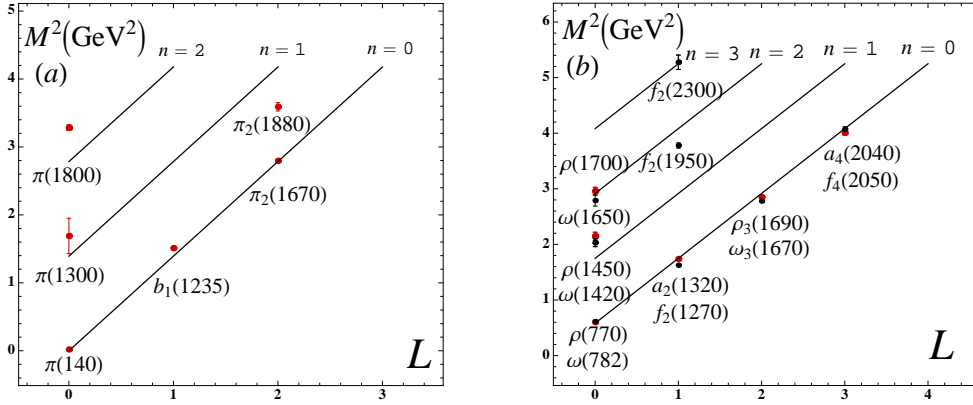 M²(GeV²)
(a)
n = 2
n = 1
n = 0
5
4
3
2
1
0
π(1800)
π₂(1880)
π₂(1670)
π(1300)
b₁(1235)
π(140)
L
0
1
2
3
M²(GeV²)
(b)
n = 3
n = 2
n = 1
n = 0
6
5
4
3
2
1
0
f₂(2300)
ρ(1700)
f₂(1950)
a₄(2040)
f₄(2050)
ω(1650)
ρ₃(1690)
ω₃(1670)
ρ(1450)
ω(1420)
a₂(1320)
f₂(1270)
ρ(770)
ω(782)
L
0
1
2
3
4